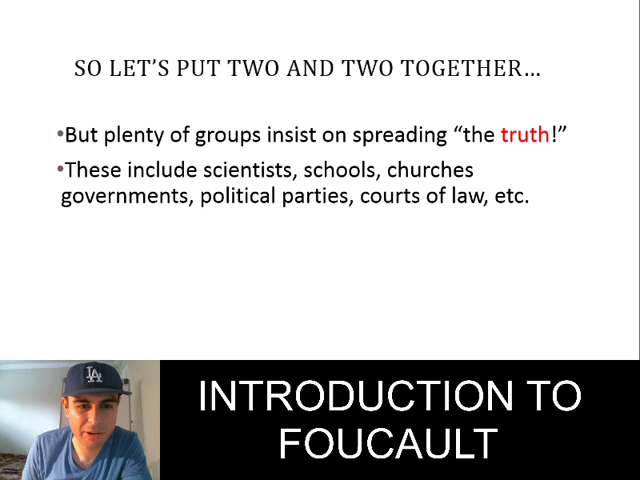 SO LET'S PUT TWO AND TWO TOGETHER...
•But plenty of groups insist on spreading “the truth!”
•These include scientists, schools, churches
governments, political parties, courts of law, etc.
LA
INTRODUCTION TO
FOUCAULT